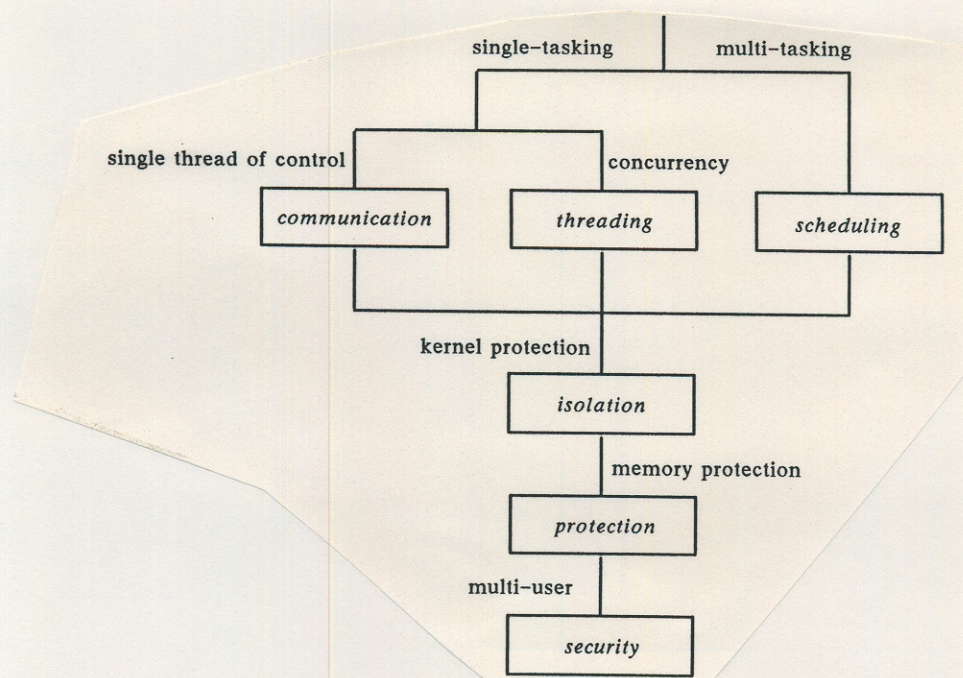 single-tasking
multi-tasking
single thread of control
concurrency
communication
threading
scheduling
kernel protection
isolation
memory protection
protection
multi-user
security